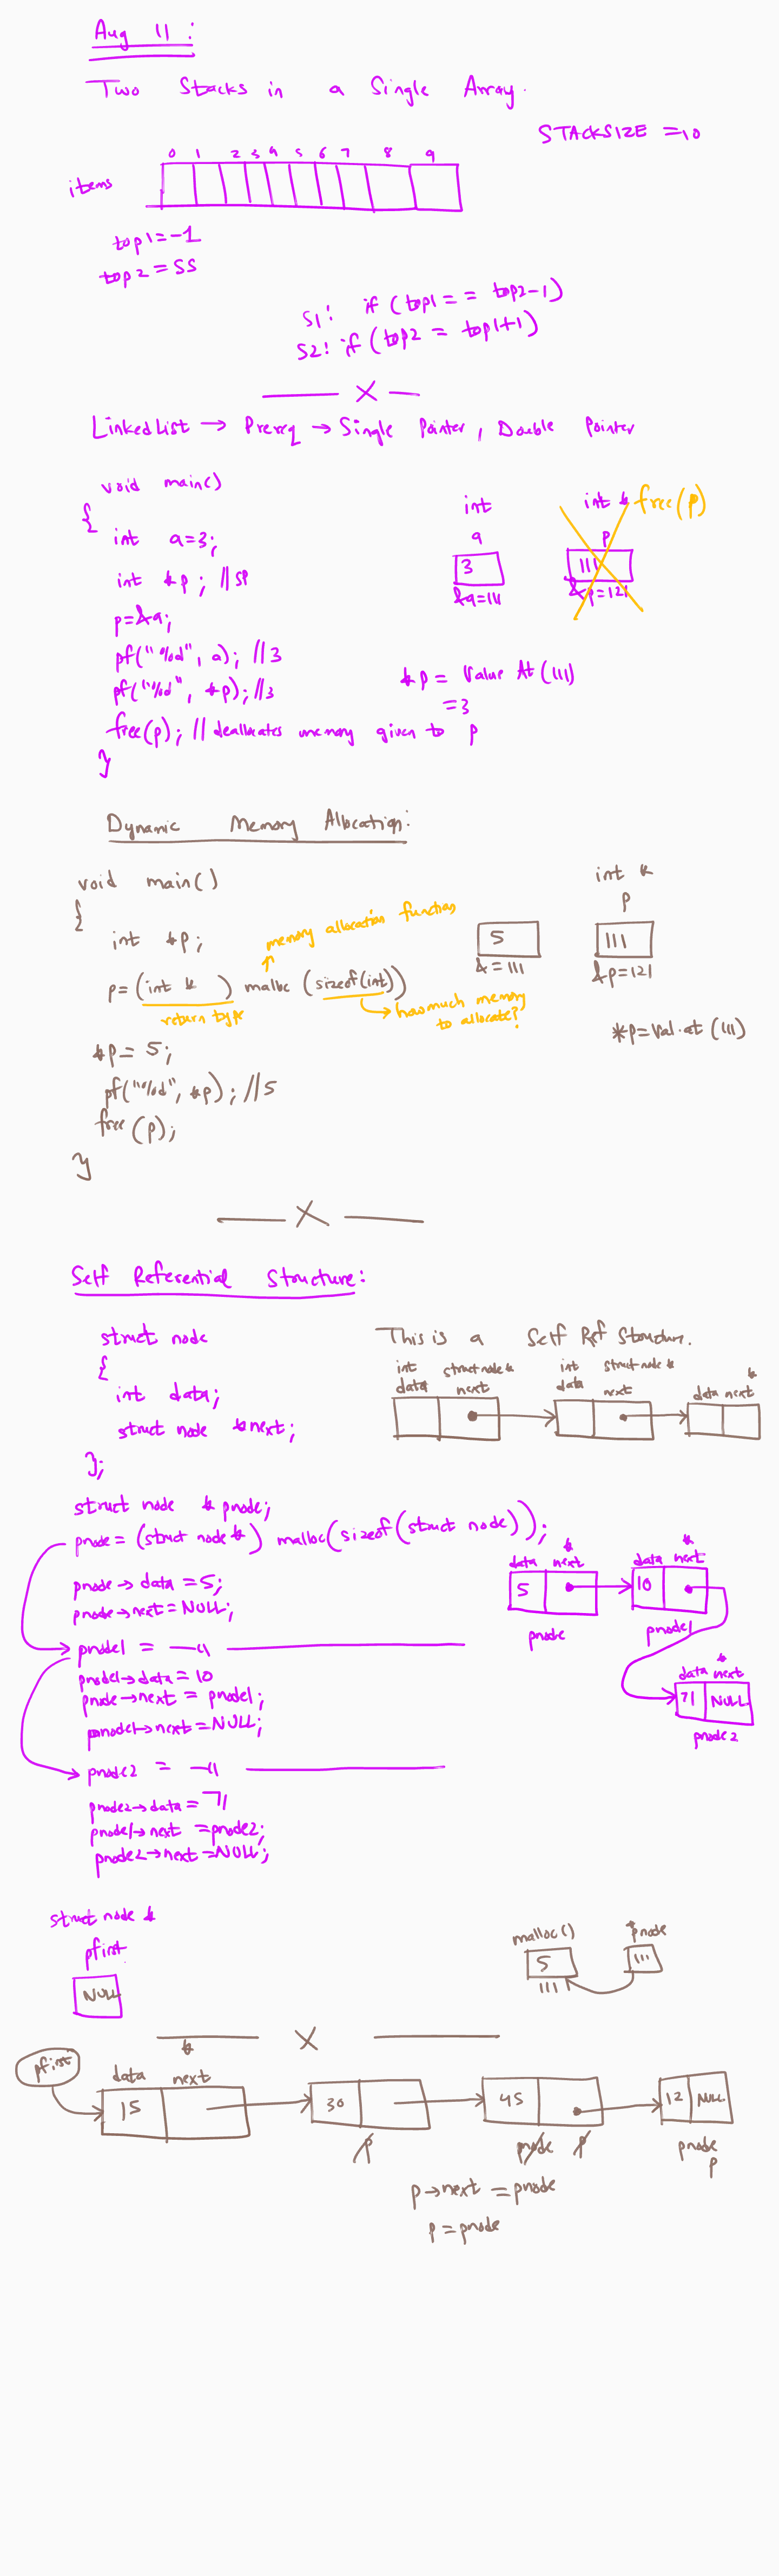 Aug 11:
Two Stacks in a Single Array.
STACKSIZE = 10
0 1 2 3 4 5 6 7 8 9
items
top1=-1
top2=SS
S1: if (top1 == top2-1)
S2: if (top2 = top1+1)
X
Linked List → Prereq → Single Pointer, Double Pointer
void main()
{
int a=3;
int *p; //SP
p=&a;
pf("%d", a); //3
pf("%d", *p); //3
free(p); // deallocates memory given to p
}
int
a
3
&a=111
int *
p
111
&p=121
free(p)
*p = Value At (111)
=3
Dynamic Memory Allocation:
void main()
{
int *p;
p=(int *) malloc (sizeof(int))
memory allocation function
return type
how much memory
to allocate?
*p= 5;
pf("%d", *p); //5
free(p);
}
5
&=111
int *
p
111
&p=121
*p=Val.at (111)
X
Self Referential Structure:
struct node
{
int data;
struct node *next;
};
This is a Self Ref Structure.
int struct node * int struct node * *
data next data next data next
struct node * pnode;
pnode = (struct node *) malloc(sizeof(struct node));
pnode→data=5;
pnode→next=NULL;
pnode1 = —"—
pnode1→data=10
pnode→next = pnode1;
pnode1→next=NULL;
pnode2 = —"—
pnode2→data=71
pnode1→next =pnode2;
pnode2→next=NULL;
* *
data next data next
5 10
pnode pnode1
*
data next
71 NULL
pnode2
struct node *
pfirst
NULL
malloc() *pnode
5 111
111
X
pfirst
*
data next
15 30 45 12 NULL
p pnode p pnode
p
p→next = pnode
p=pnode